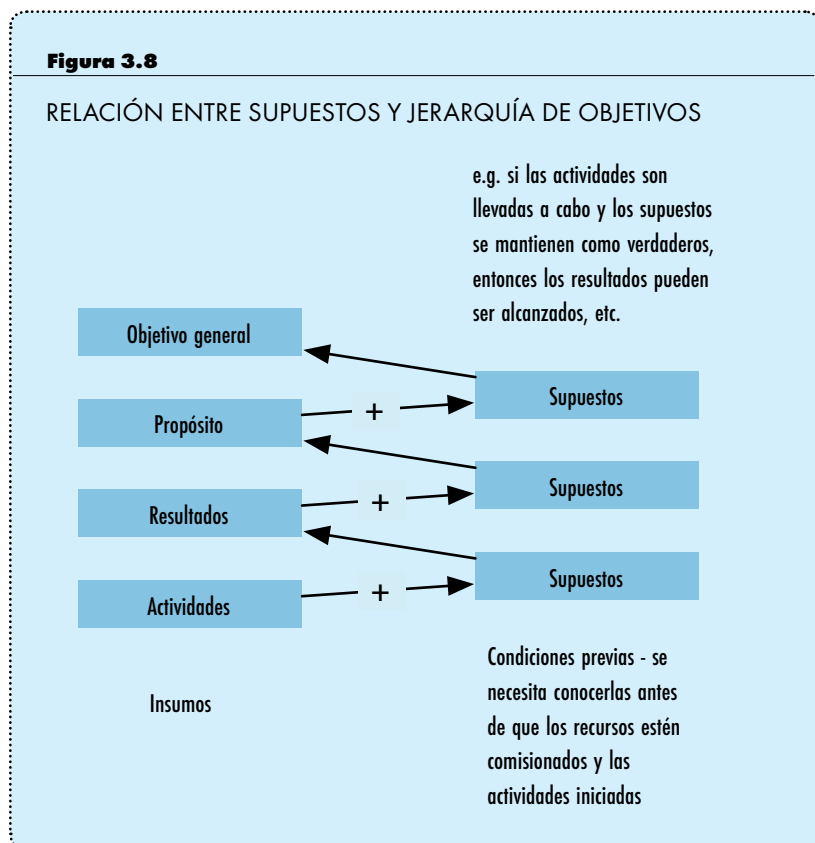 Figura 3.8
RELACIÓN ENTRE SUPUESTOS Y JERARQUÍA DE OBJETIVOS
e.g. si las actividades son
llevadas a cabo y los supuestos
se mantienen como verdaderos,
entonces los resultados pueden
ser alcanzados, etc.
Objetivo general
Supuestos
+
Propósito
Supuestos
+
Resultados
Supuestos
+
Actividades
Insumos
Condiciones previas - se
necesita conocerlas antes
de que los recursos estén
comisionados y las
actividades iniciadas